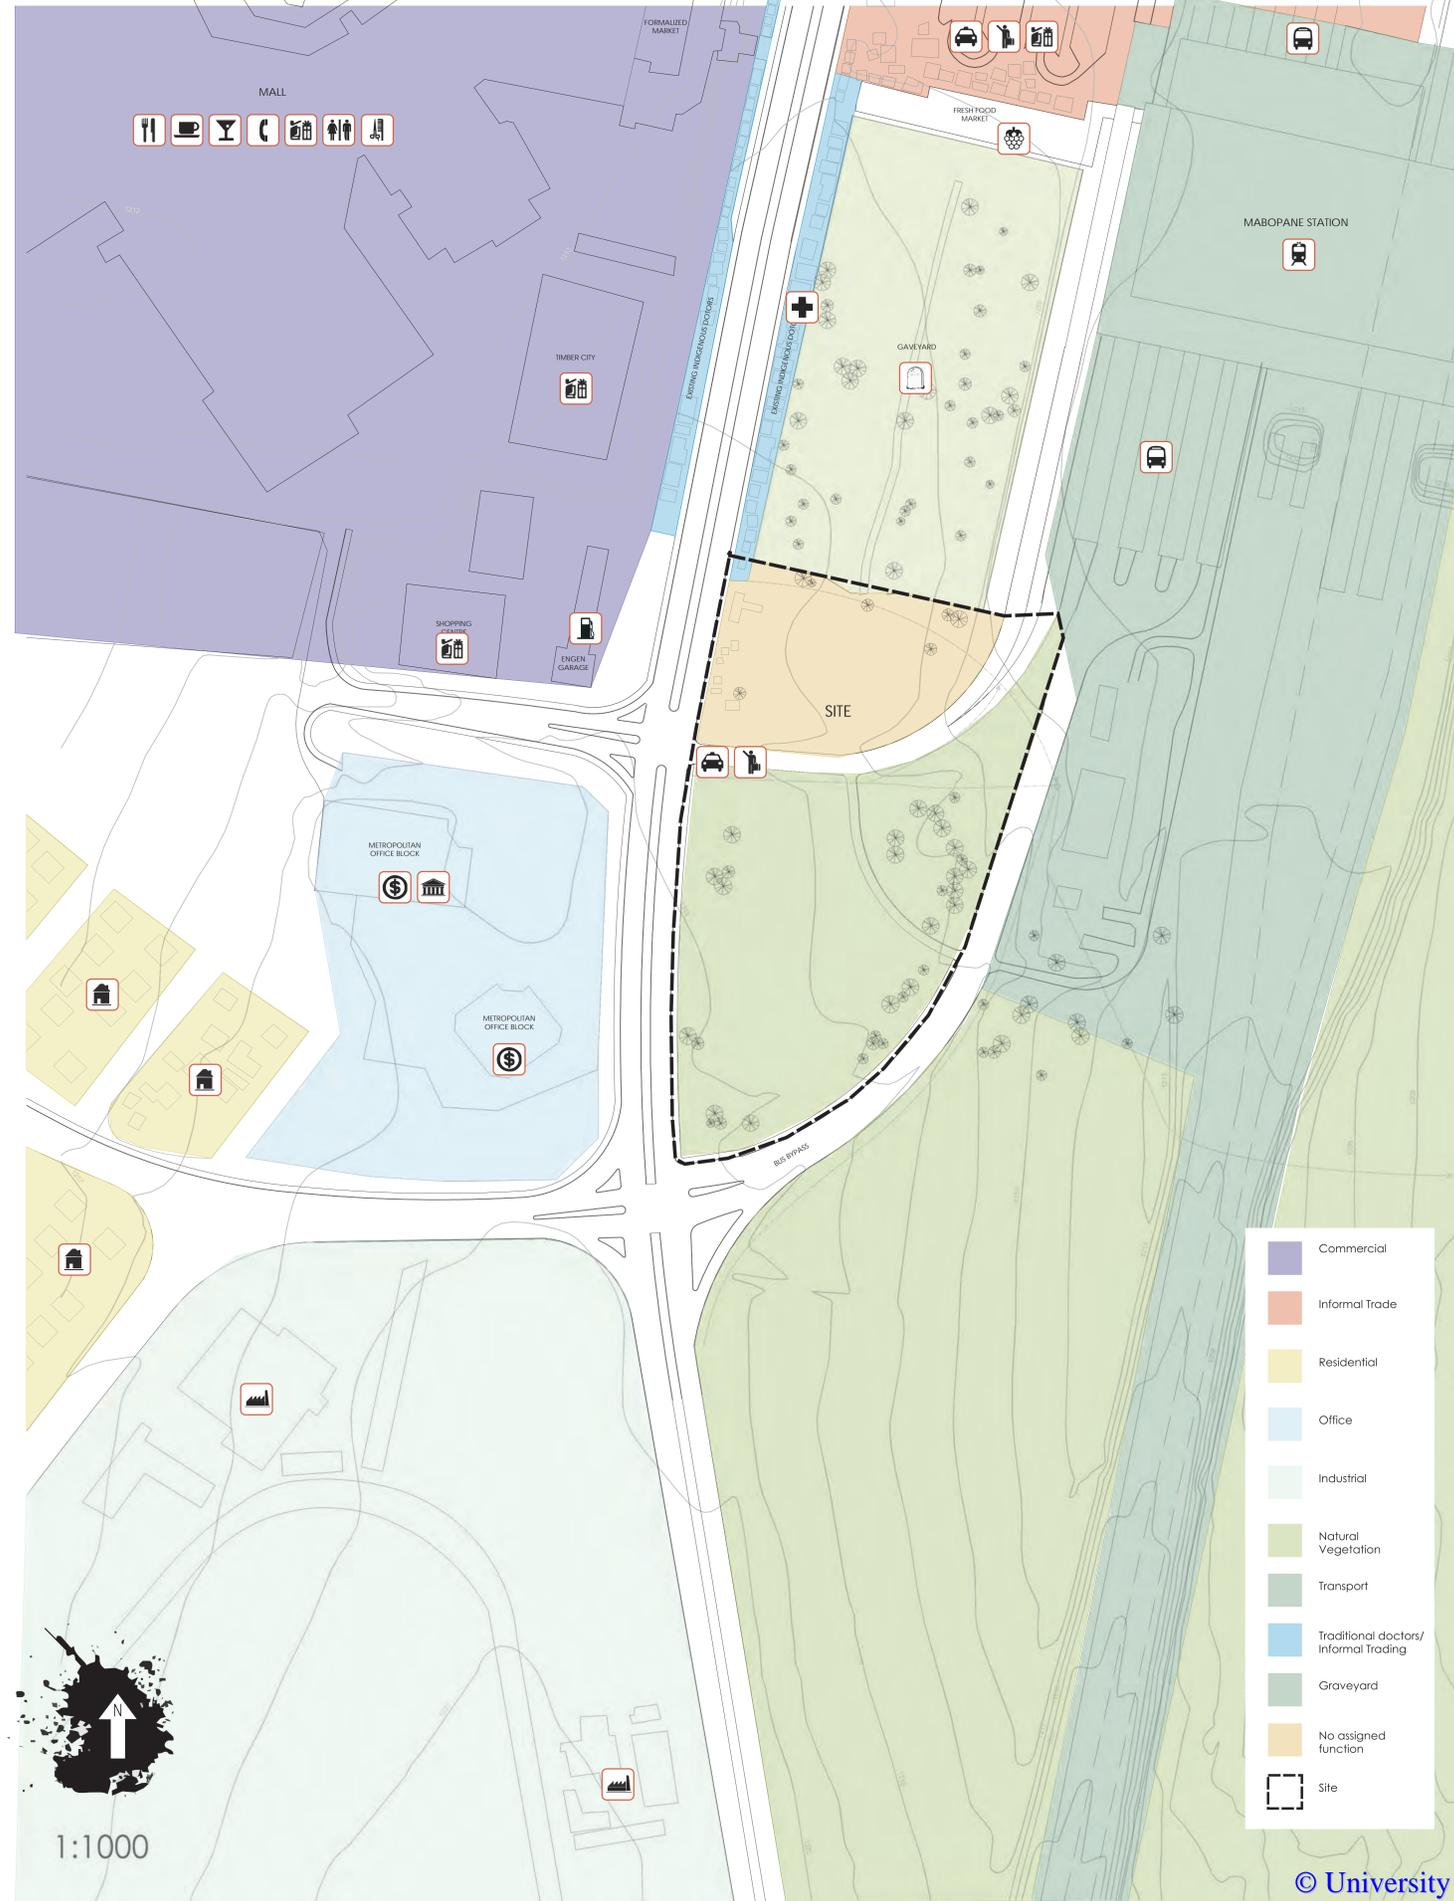 FORMALIZED
MARKET
MALL
FRESH FOOD
MARKET
MABOPANE STATION
TIMBER CITY
EXISTING INDIGENOUS DOTORS
GAVEYARD
SHOPPING
CENTRE
ENGEN
GARAGE
SITE
METROPOLITAN
OFFICE BLOCK
METROPOLITAN
OFFICE BLOCK
BUS BYPASS
Commercial
Informal Trade
Residential
Office
Industrial
Natural
Vegetation
Transport
Traditional doctors/
Informal Trading
Graveyard
No assigned
function
Site
N
1:1000
© University